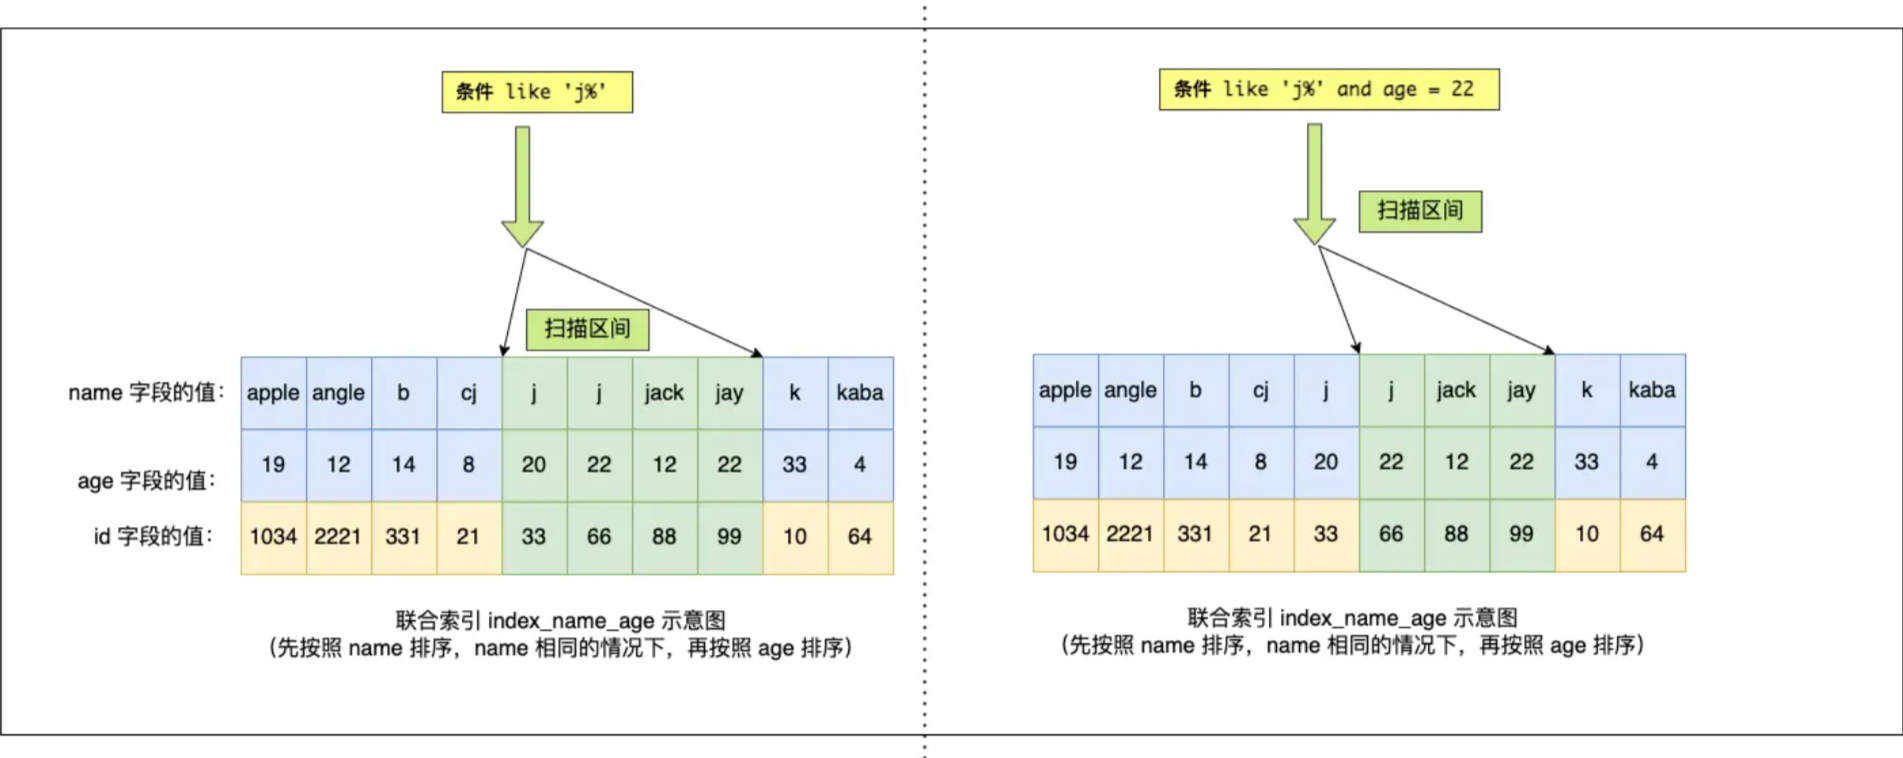 条件 like 'j%'
扫描区间
name 字段的值： apple angle b cj j j jack jay k kaba
age 字段的值： 19 12 14 8 20 22 12 22 33 4
id 字段的值： 1034 2221 331 21 33 66 88 99 10 64
联合索引 index_name_age 示意图
（先按照 name 排序，name 相同的情况下，再按照 age 排序）
条件 like 'j%' and age = 22
扫描区间
apple angle b cj j j jack jay k kaba
19 12 14 8 20 22 12 22 33 4
1034 2221 331 21 33 66 88 99 10 64
联合索引 index_name_age 示意图
（先按照 name 排序，name 相同的情况下，再按照 age 排序）